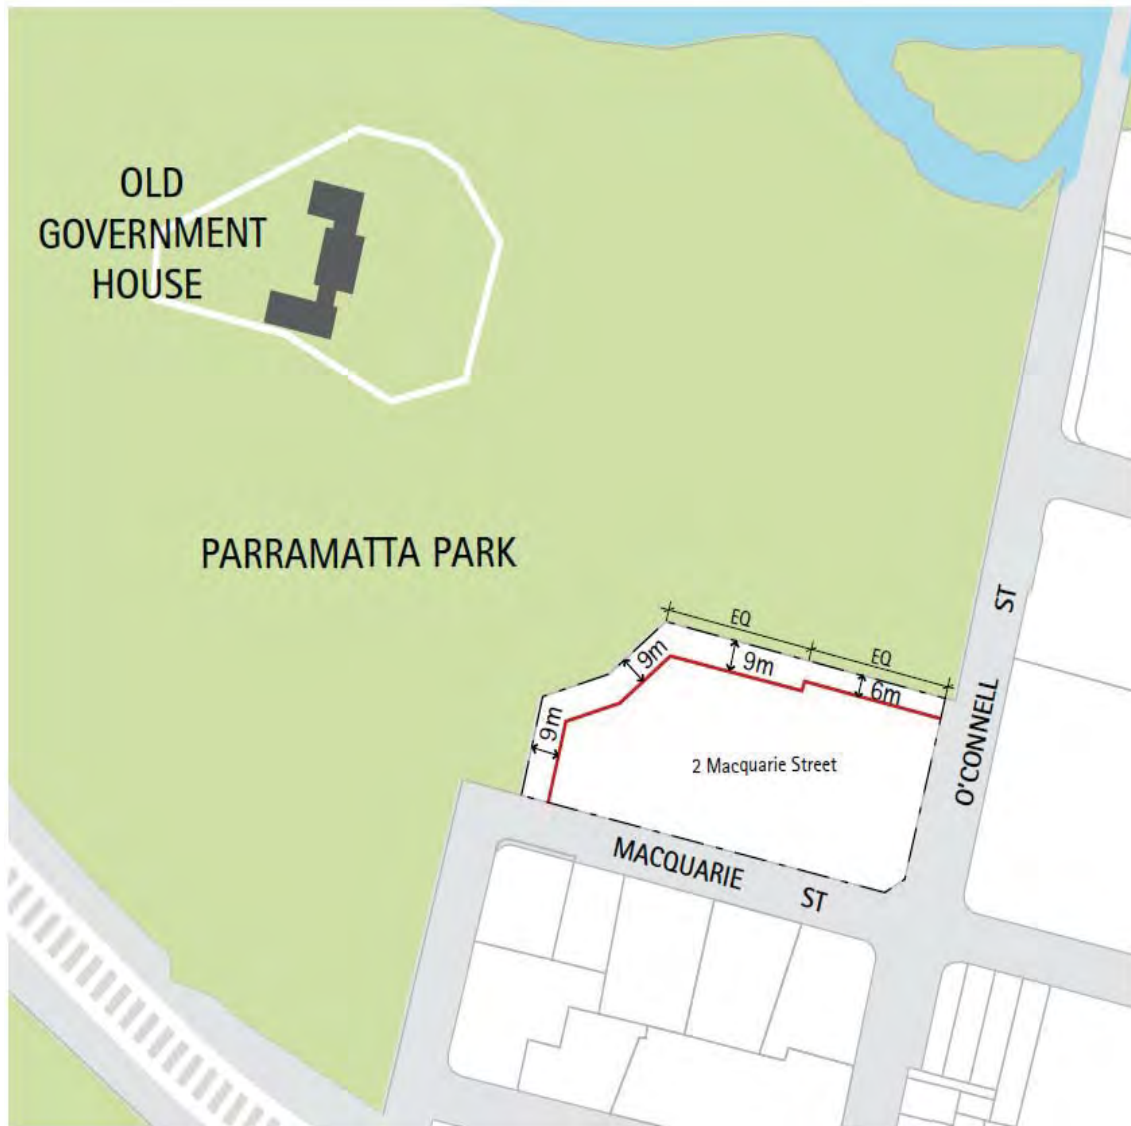 OLD
GOVERNMENT
HOUSE
PARRAMATTA PARK
EQ
EQ
9m
9m
6m
9m
2 Macquarie Street
O'CONNELL ST
MACQUARIE ST